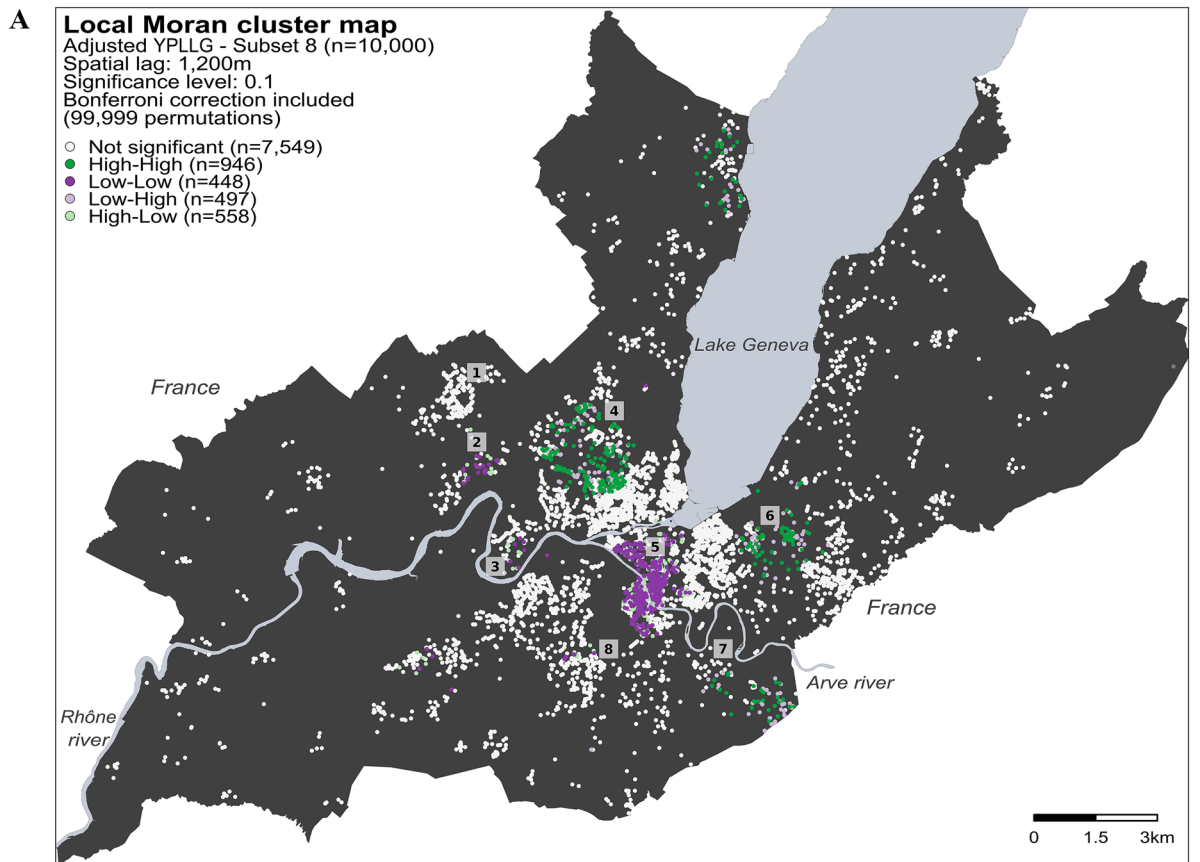 A
Local Moran cluster map
Adjusted YPLLG - Subset 8 (n=10,000)
Spatial lag: 1,200m
Significance level: 0.1
Bonferroni correction included
(99,999 permutations)
Not significant (n=7,549)
High-High (n=946)
Low-Low (n=448)
Low-High (n=497)
High-Low (n=558)
Lake Geneva
France
1
4
2
6
5
3
France
8
7
Arve river
Rhône
river
0 1.5 3km